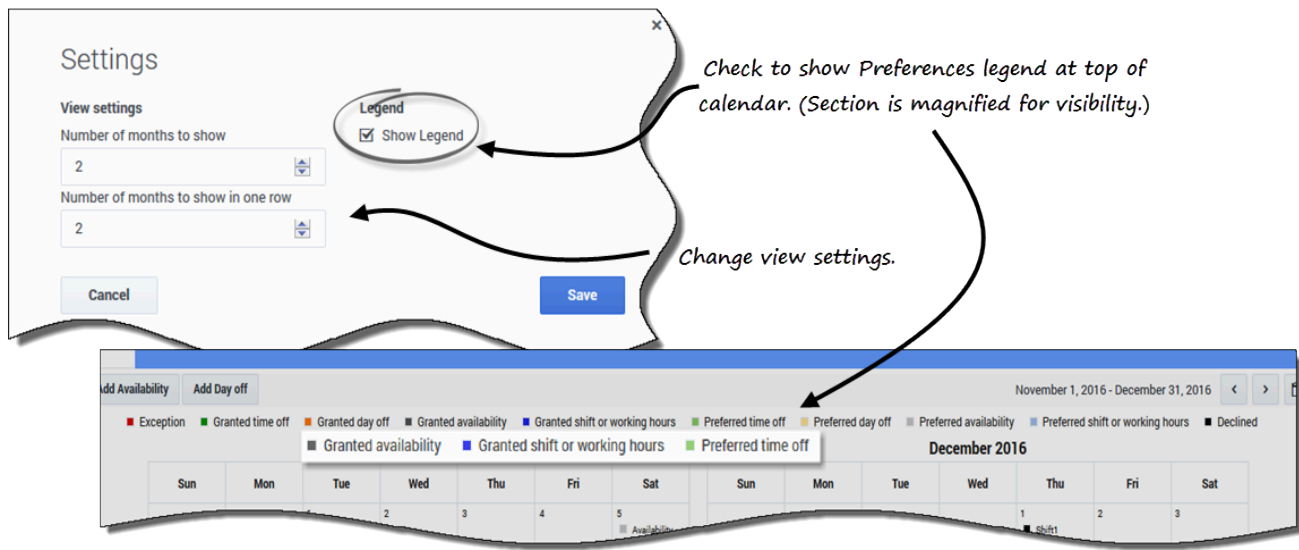 ×
Settings
View settings
Number of months to show
2
Number of months to show in one row
2
Legend
Show Legend
Cancel
Save
Check to show Preferences legend at top of
calendar. (Section is magnified for visibility.)
Change view settings.
Add Availability Add Day off November 1, 2016 - December 31, 2016 < >
Exception Granted time off Granted day off Granted availability Granted shift or working hours Preferred time off Preferred day off Preferred availability Preferred shift or working hours Declined
Granted availability Granted shift or working hours Preferred time off
December 2016
Sun Mon Tue Wed Thu Fri Sat Sun Mon Tue Wed Thu Fri Sat
1 2 3 4 5 1 2 3
Availability Shift1